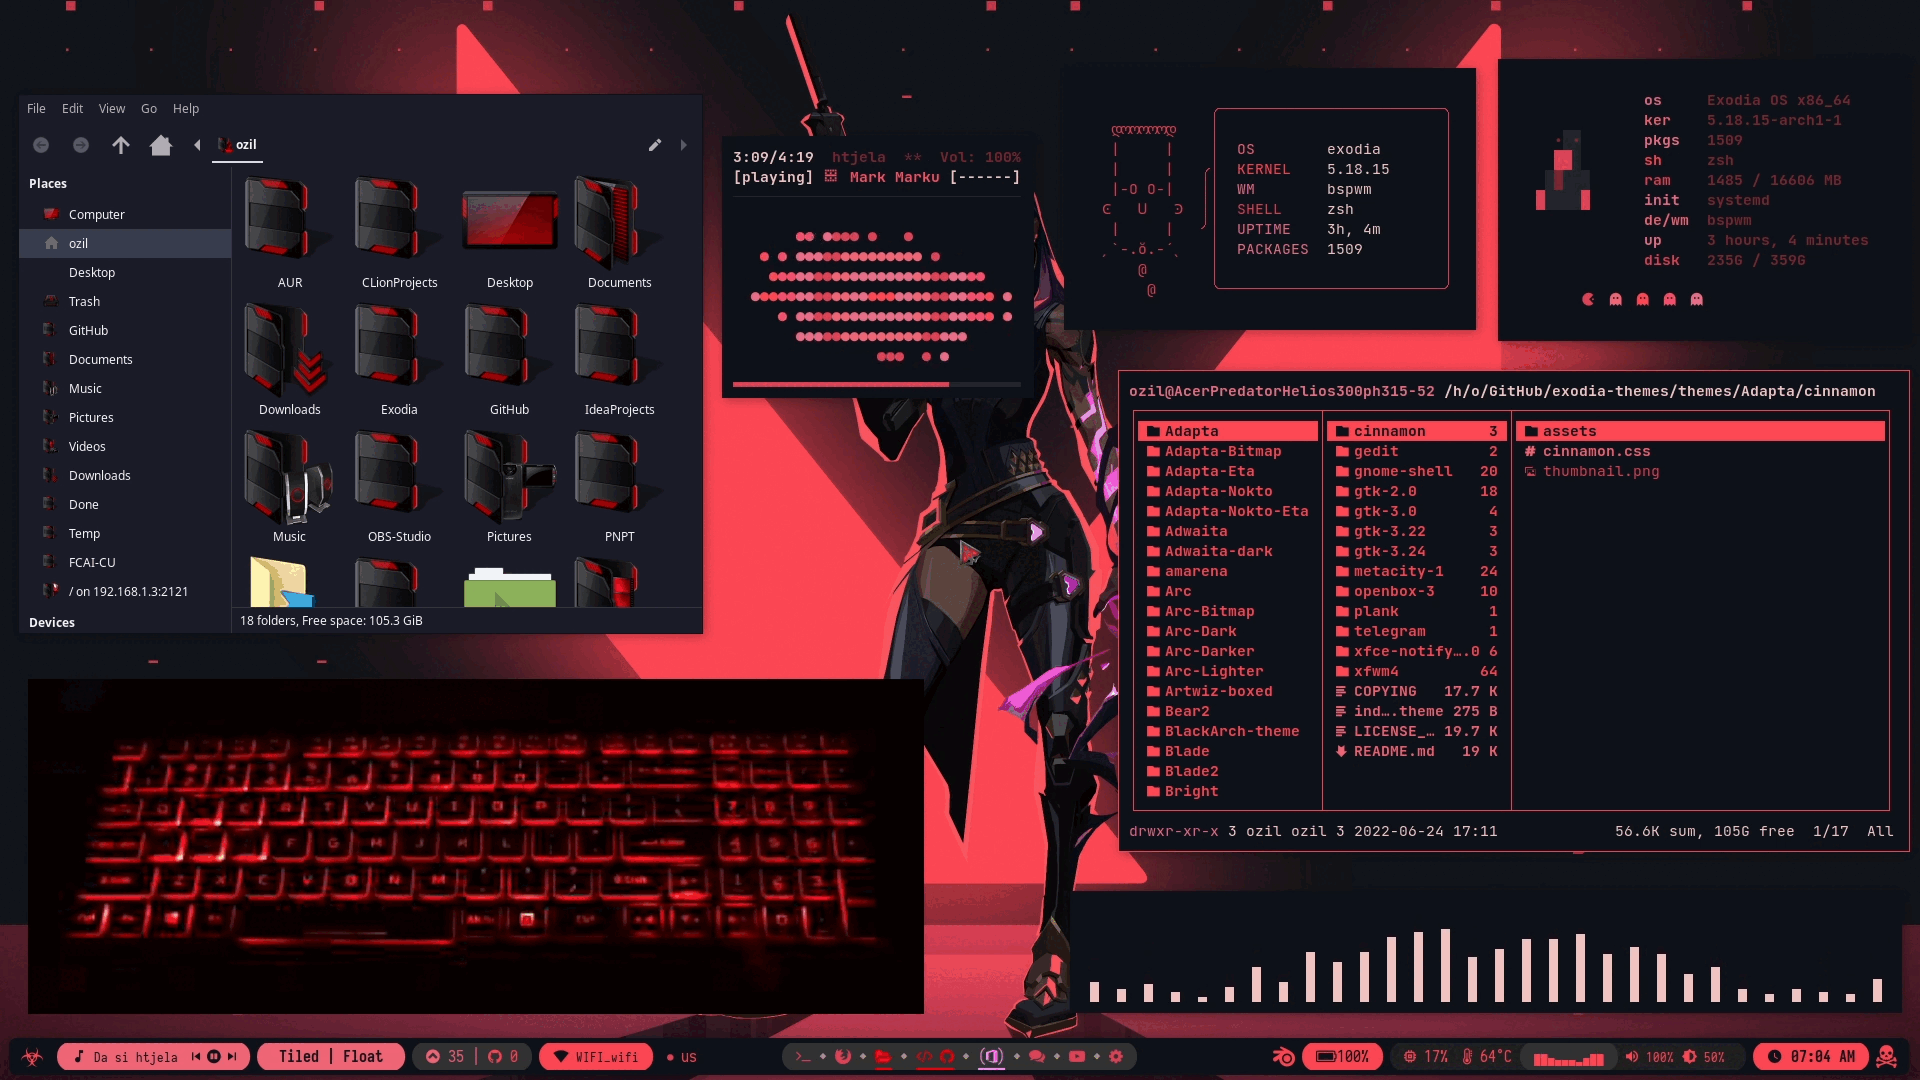 File Edit View Go Help
ozil
Places
Computer
ozil
Desktop
Trash
GitHub
Documents
Music
Pictures
Videos
Downloads
Done
Temp
FCAI-CU
/ on 192.168.1.3:2121
Devices
AUR CLionProjects Desktop Documents
Downloads Exodia GitHub IdeaProjects
Music OBS-Studio Pictures PNPT
18 folders, Free space: 105.3 GiB
3:09/4:19 htjela ** Vol: 100%
[playing] Mark Marku [------]
OS exodia
KERNEL 5.18.15
WM bspwm
SHELL zsh
UPTIME 3h, 4m
PACKAGES 1509
os Exodia OS x86_64
ker 5.18.15-arch1-1
pkgs 1509
sh zsh
ram 1485 / 16606 MB
init systemd
de/wm bspwm
up 3 hours, 4 minutes
disk 235G / 359G
ozil@AcerPredatorHelios300ph315-52 /h/o/GitHub/exodia-themes/themes/Adapta/cinnamon
Adapta
Adapta-Bitmap
Adapta-Eta
Adapta-Nokto
Adapta-Nokto-Eta
Adwaita
Adwaita-dark
amarena
Arc
Arc-Bitmap
Arc-Dark
Arc-Darker
Arc-Lighter
Artwiz-boxed
Bear2
BlackArch-theme
Blade
Blade2
Bright
cinnamon 3
gedit 2
gnome-shell 20
gtk-2.0 18
gtk-3.0 4
gtk-3.22 3
gtk-3.24 3
metacity-1 24
openbox-3 10
plank 1
telegram 1
xfce-notify….0 6
xfwm4 64
COPYING 17.7 K
ind….theme 275 B
LICENSE_… 19.7 K
README.md 19 K
assets
# cinnamon.css
thumbnail.png
drwxr-xr-x 3 ozil ozil 3 2022-06-24 17:11 56.6K sum, 105G free 1/17 All
Da si htjela Tiled | Float 35 | 0 WIFI_wifi us 100% 17% 64°C 100% 50% 07:04 AM